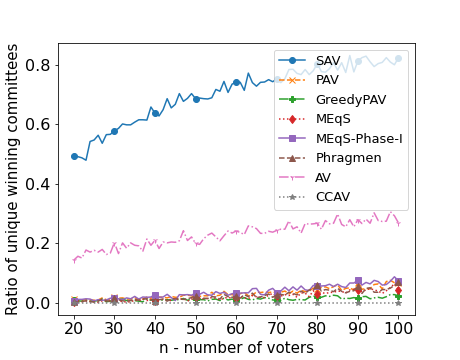 Ratio of unique winning committees
0.8
0.6
0.4
0.2
0.0
SAV
PAV
GreedyPAV
MEqS
MEqS-Phase-I
Phragmen
AV
CCAV
20 30 40 50 60 70 80 90 100
n - number of voters